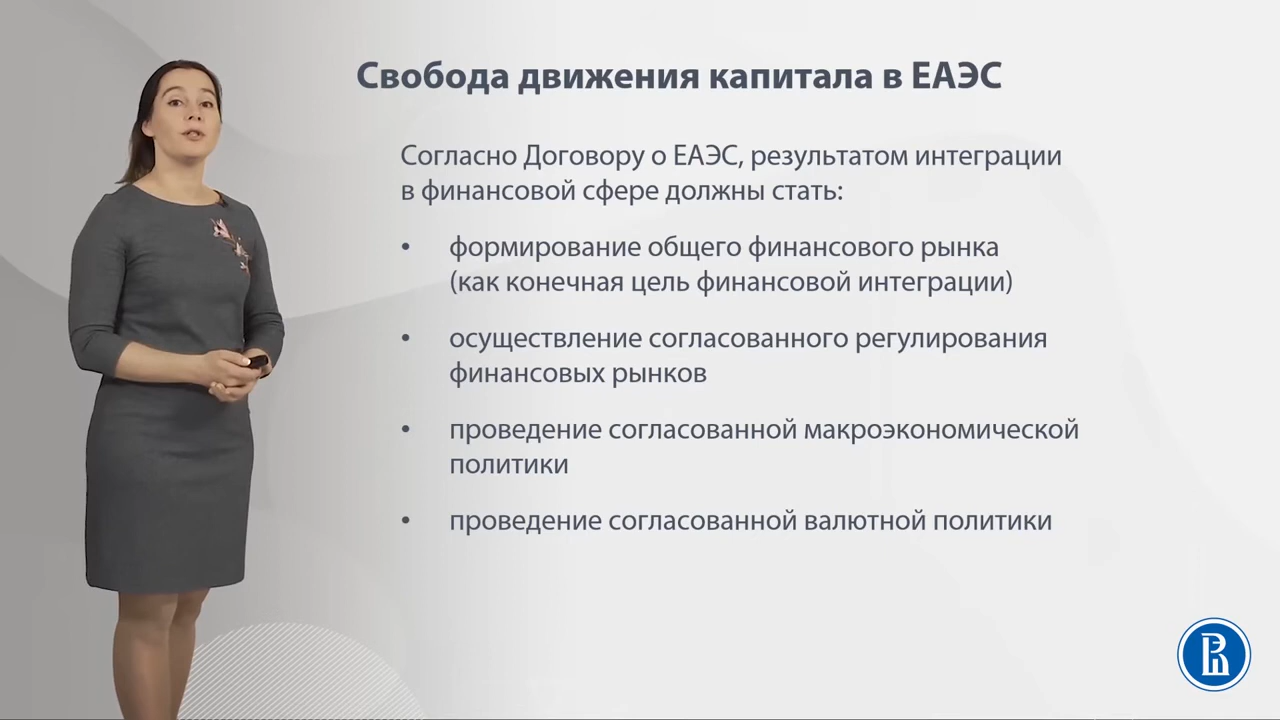 Свобода движения капитала в ЕАЭС
Согласно Договору о ЕАЭС, результатом интеграции
в финансовой сфере должны стать:
• формирование общего финансового рынка
(как конечная цель финансовой интеграции)
• осуществление согласованного регулирования
финансовых рынков
• проведение согласованной макроэкономической
политики
• проведение согласованной валютной политики